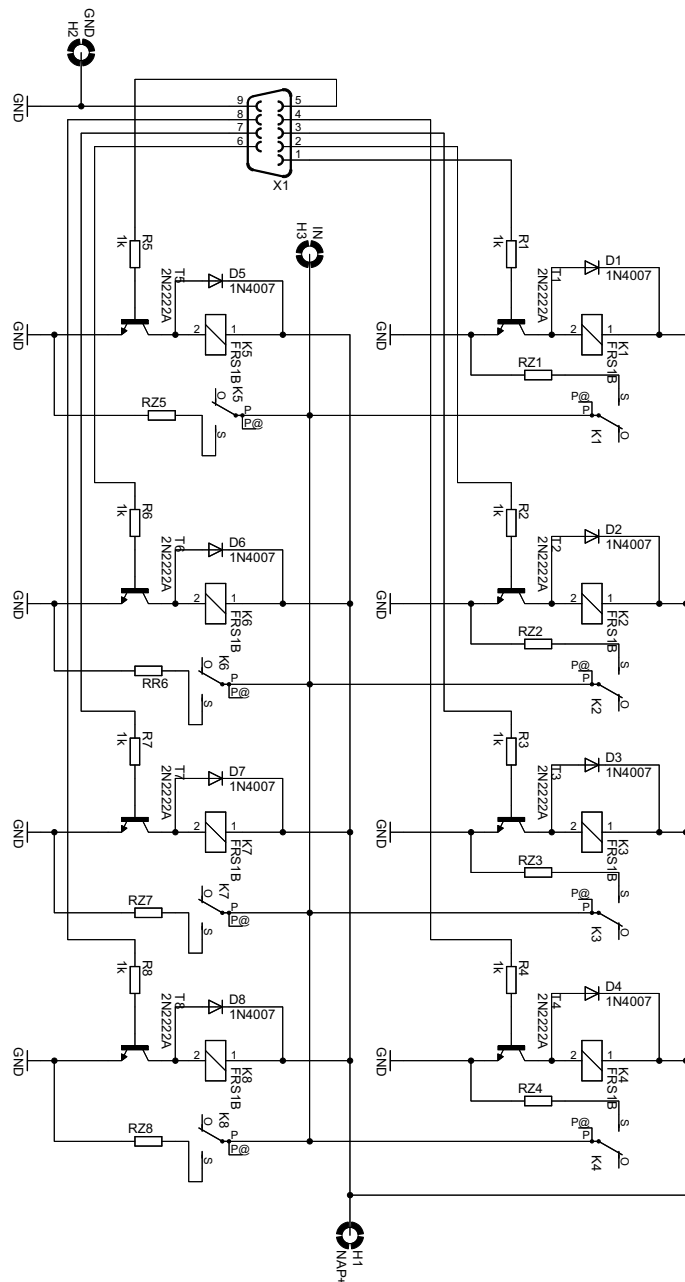 GND
H2
GND
9
8
7
6
5
4
3
2
1
X1
IN
H3
R5
1k
T5
2N2222A
D5
1N4007
2
1
K5
FRS1B
GND
RZ5
O
S
K5
P
P@
R1
1k
T1
2N2222A
D1
1N4007
2
1
K1
FRS1B
GND
RZ1
S
O
P@
P
K1
R6
1k
T6
2N2222A
D6
1N4007
2
1
K6
FRS1B
GND
RR6
O
S
K6
P
P@
R2
1k
T2
2N2222A
D2
1N4007
2
1
K2
FRS1B
GND
RZ2
S
O
P@
P
K2
R7
1k
T7
2N2222A
D7
1N4007
2
1
K7
FRS1B
GND
RZ7
O
S
K7
P
P@
R3
1k
T3
2N2222A
D3
1N4007
2
1
K3
FRS1B
GND
RZ3
S
O
P@
P
K3
R8
1k
T8
2N2222A
D8
1N4007
2
1
K8
FRS1B
GND
RZ8
O
S
K8
P
P@
R4
1k
T4
2N2222A
D4
1N4007
2
1
K4
FRS1B
GND
RZ4
S
O
P@
P
K4
H1
NAP+